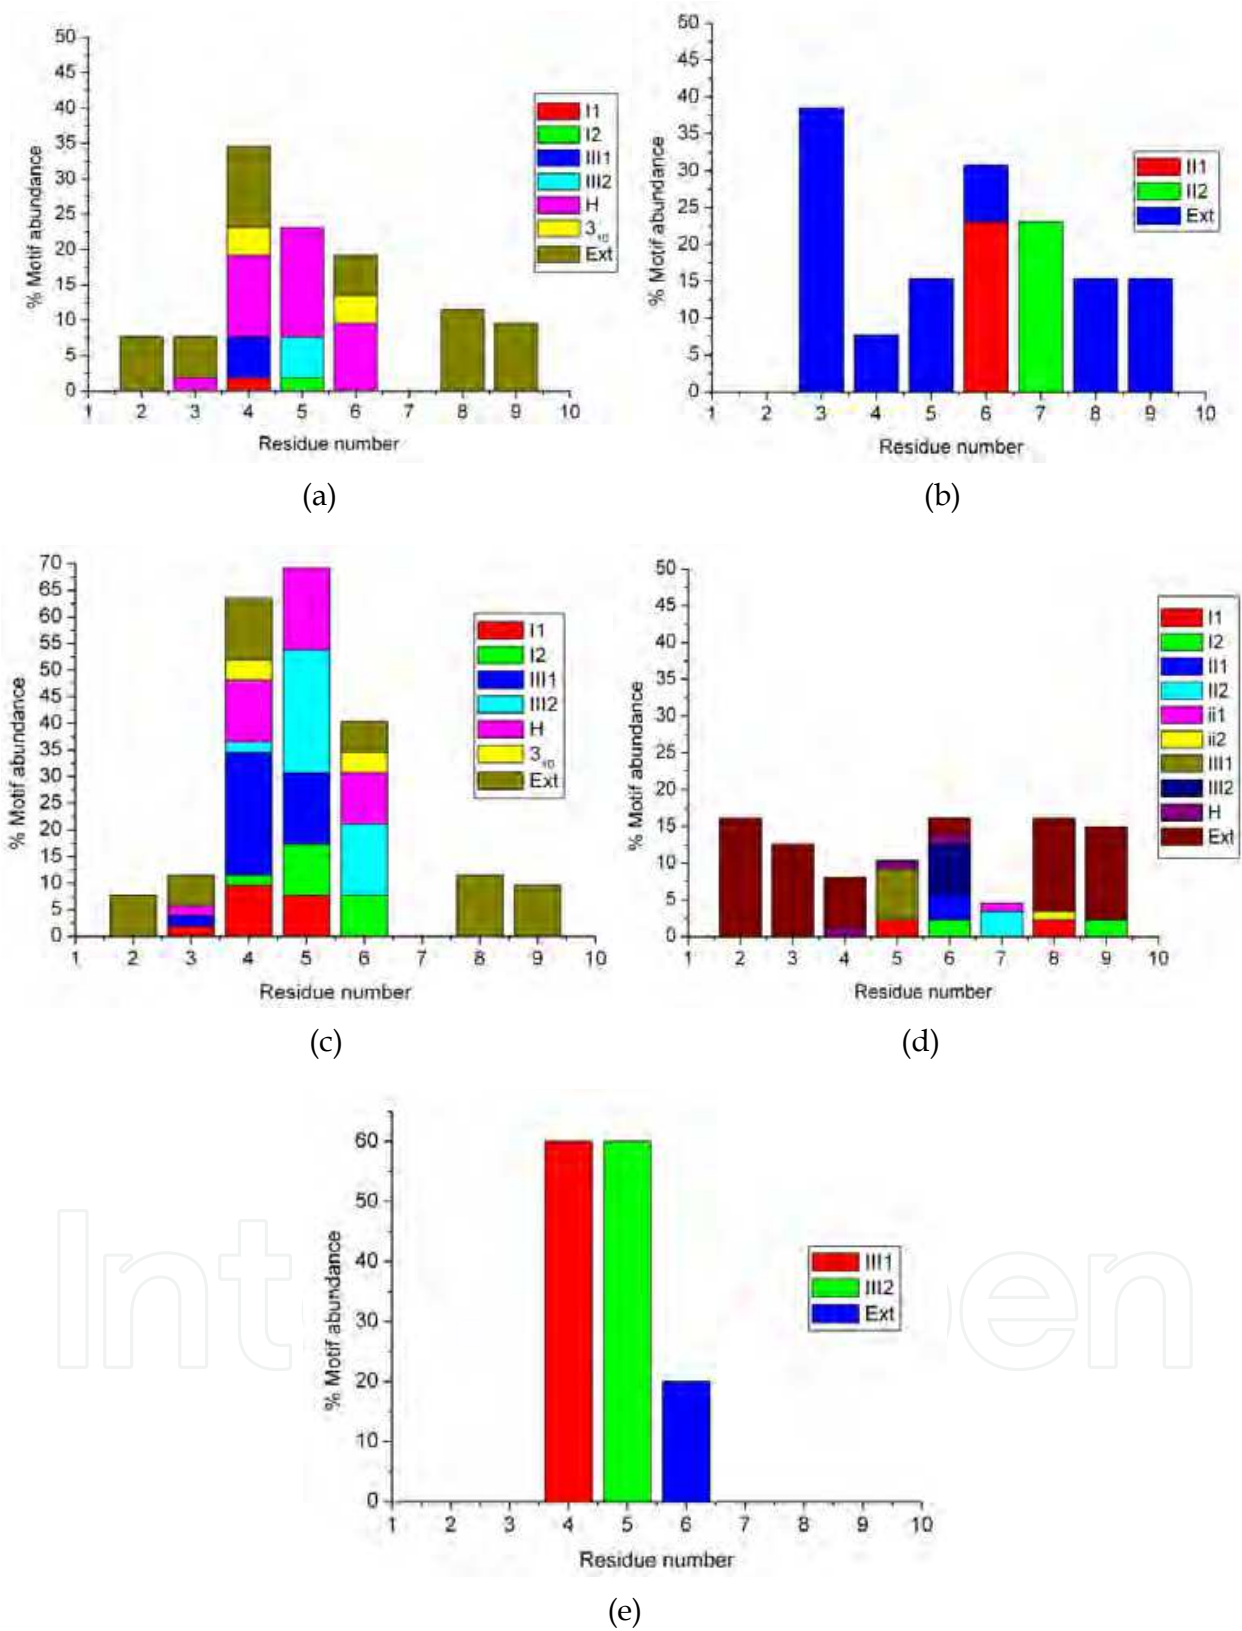 50
45
40
35
30
25
20
15
10
5
0
% Motif abundance
I1
I2
III1
III2
H
3₁₀
Ext
1 2 3 4 5 6 7 8 9 10
Residue number
(a)
50
45
40
35
30
25
20
15
10
5
0
% Motif abundance
II1
II2
Ext
1 2 3 4 5 6 7 8 9 10
Residue number
(b)
70
65
60
55
50
45
40
35
30
25
20
15
10
5
0
% Motif abundance
I1
I2
III1
III2
H
3₁₀
Ext
1 2 3 4 5 6 7 8 9 10
Residue number
(c)
50
45
40
35
30
25
20
15
10
5
0
% Motif abundance
I1
I2
II1
II2
ii1
ii2
III1
III2
H
Ext
1 2 3 4 5 6 7 8 9 10
Residue number
(d)
60
50
40
30
20
10
0
% Motif abundance
III1
III2
Ext
1 2 3 4 5 6 7 8 9 10
Residue number
(e)